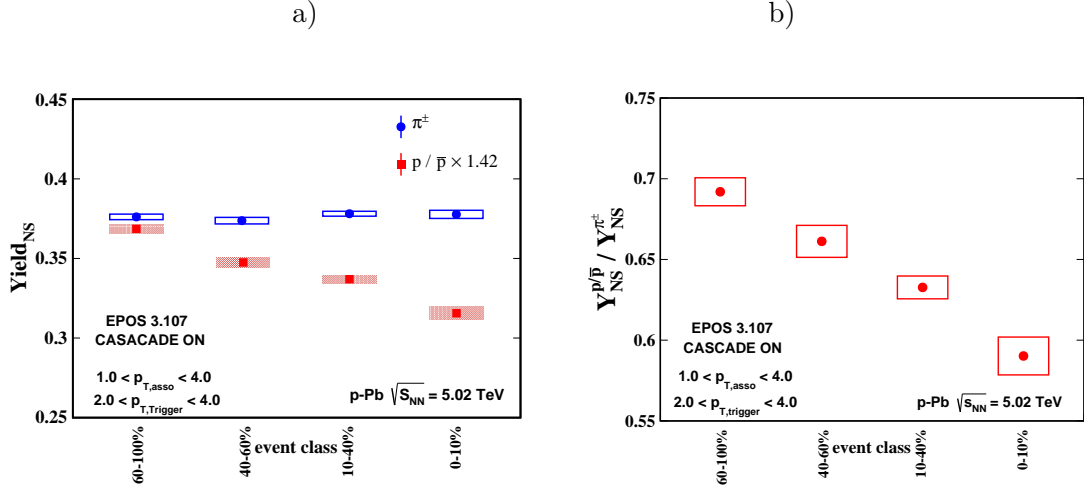 a)
b)
0.45
0.4
0.35
0.3
0.25
Yield_NS
π±
p / p̅ × 1.42
EPOS 3.107
CASACADE ON
1.0 < p_T,asso < 4.0
2.0 < p_T,Trigger < 4.0
p-Pb √S_NN = 5.02 TeV
60-100%
40-60%
10-40%
0-10%
event class
0.75
0.7
0.65
0.6
0.55
Y_NS^p/p̅ / Y_NS^π±
EPOS 3.107
CASCADE ON
1.0 < p_T,asso < 4.0
2.0 < p_T,trigger < 4.0
p-Pb √s_NN = 5.02 TeV
60-100%
40-60%
10-40%
0-10%
event class